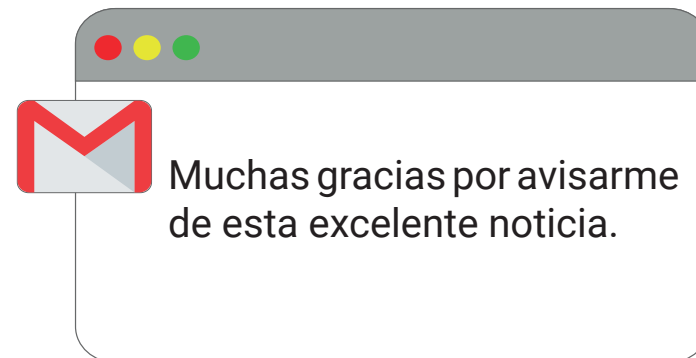 Muchas gracias por avisarme
de esta excelente noticia.